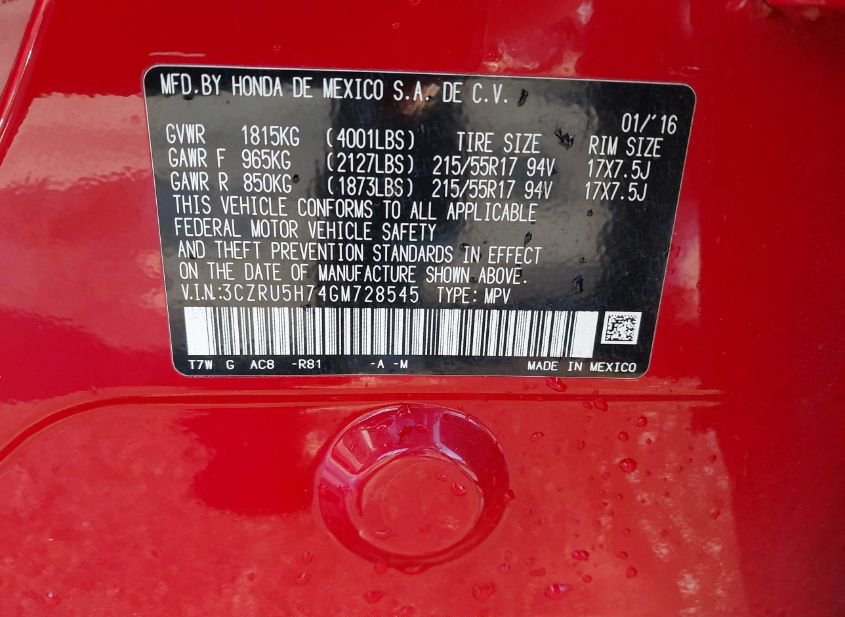 MFD.BY HONDA DE MEXICO S.A. DE C.V.
01/'16
GVWR 1815KG (4001LBS) TIRE SIZE RIM SIZE
GAWR F 965KG (2127LBS) 215/55R17 94V 17X7.5J
GAWR R 850KG (1873LBS) 215/55R17 94V 17X7.5J
THIS VEHICLE CONFORMS TO ALL APPLICABLE
FEDERAL MOTOR VEHICLE SAFETY
AND THEFT PREVENTION STANDARDS IN EFFECT
ON THE DATE OF MANUFACTURE SHOWN ABOVE.
V.I.N.:3CZRU5H74GM728545 TYPE: MPV
T7W G AC8 -R81 -A -M MADE IN MEXICO